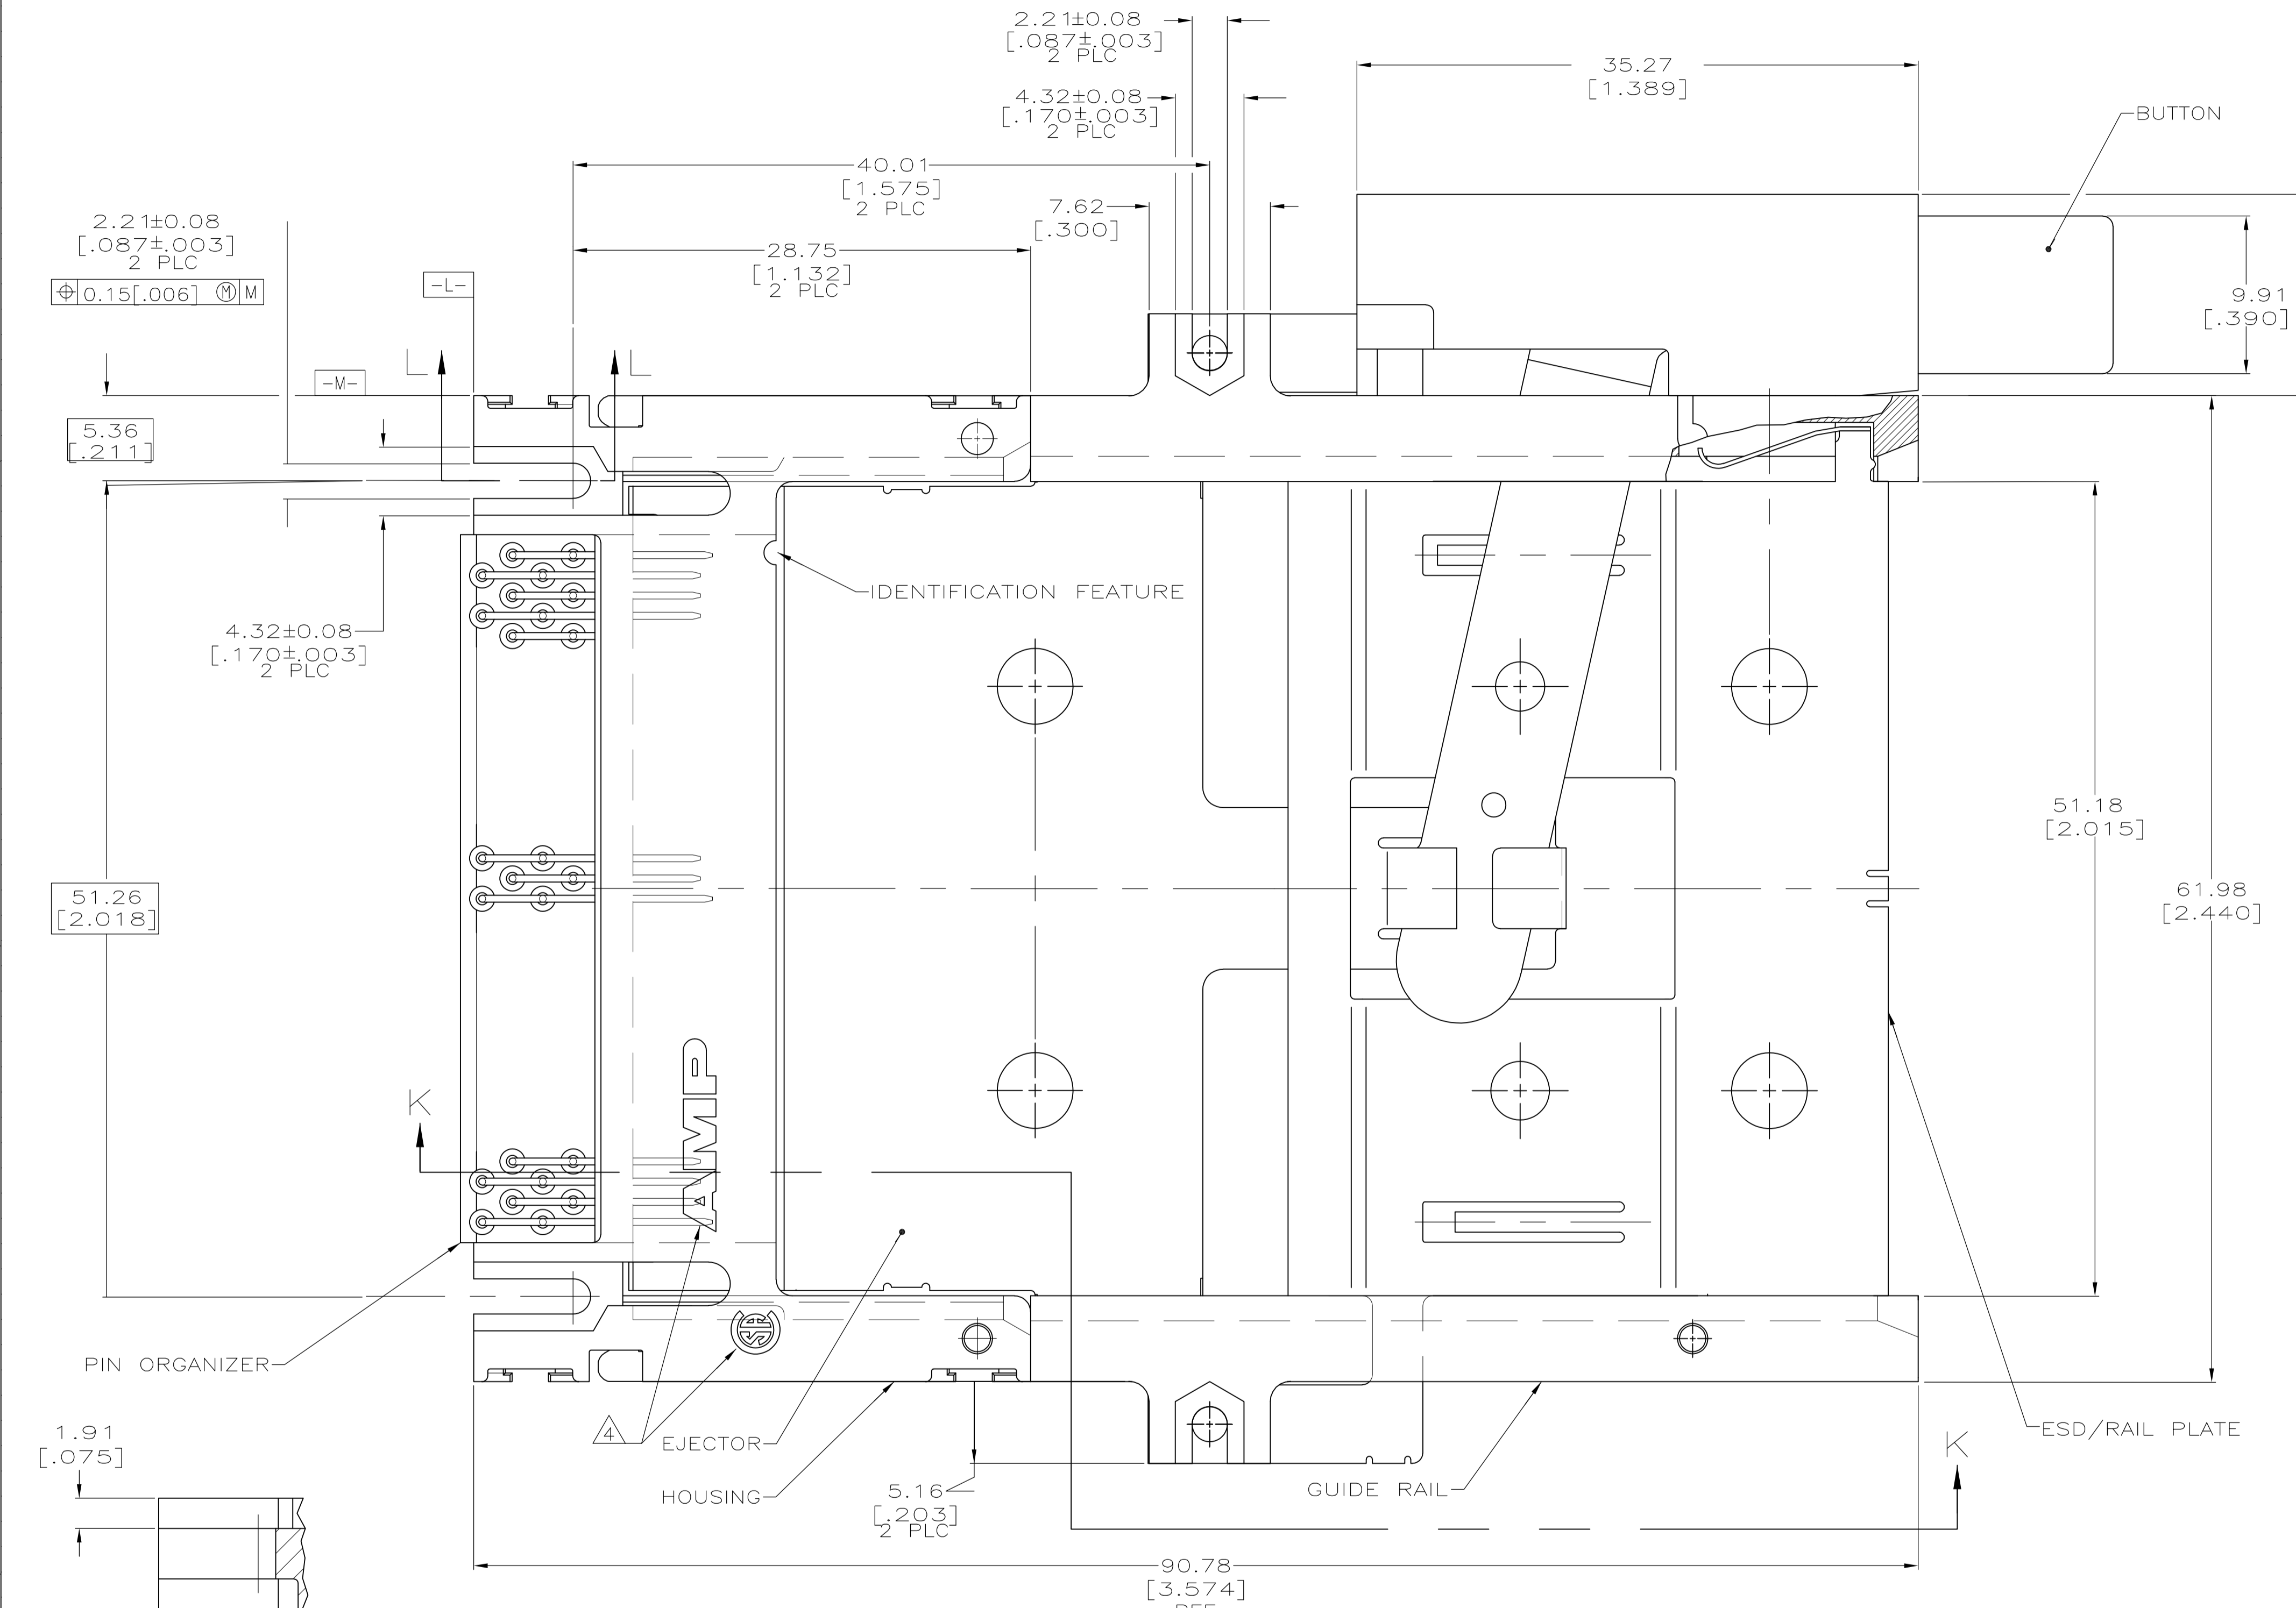 2.21±0.08
[.087±.003]
2 PLC
4.32±0.08
[.170±.003]
2 PLC
35.27
[1.389]
BUTTON
40.01
[1.575]
2 PLC
7.62
[.300]
2.21±0.08
[.087±.003]
2 PLC
⌖ 0.15[.006] Ⓜ M
-L-
28.75
[1.132]
2 PLC
9.91
[.390]
L
L
-M-
5.36
[.211]
IDENTIFICATION FEATURE
4.32±0.08
[.170±.003]
2 PLC
51.18
[2.015]
51.26
[2.018]
61.98
[2.440]
K
AMP
PIN ORGANIZER
4
EJECTOR
HOUSING
5.16
[.203]
2 PLC
GUIDE RAIL
ESD/RAIL PLATE
K
1.91
[.075]
90.78
[3.574]
REF